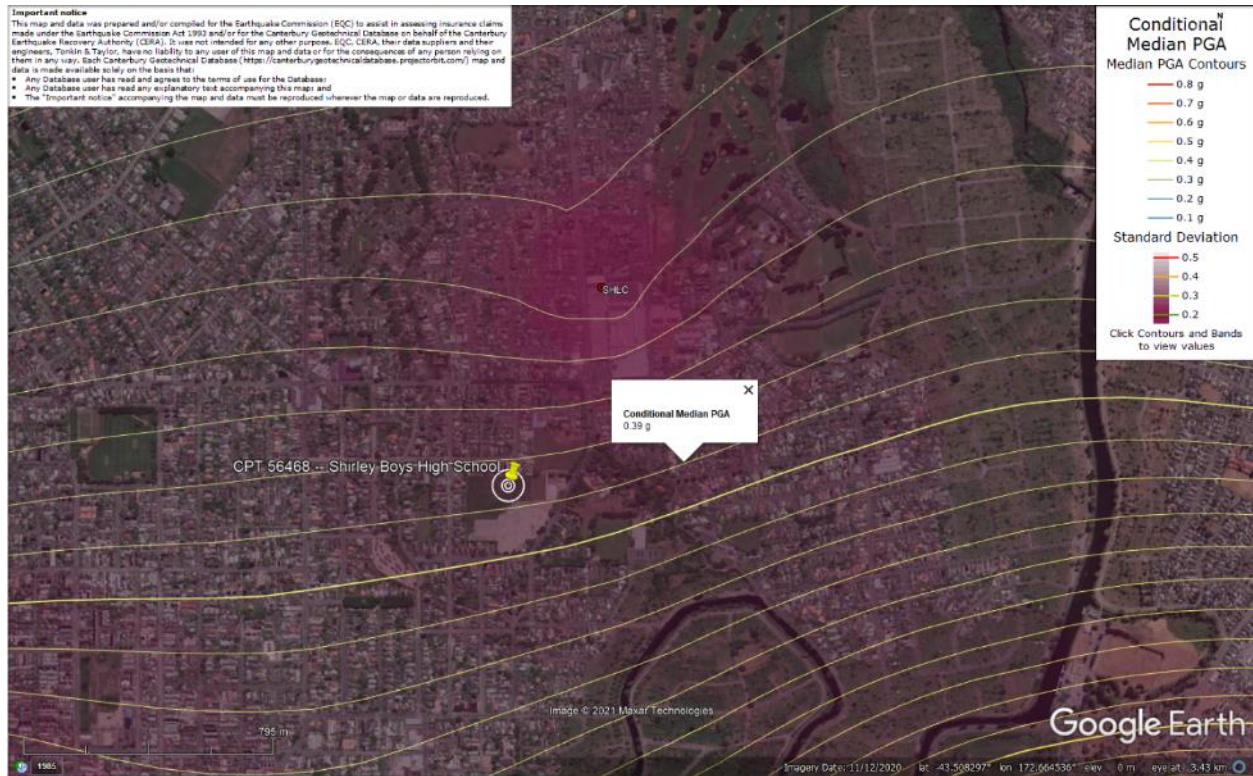 Important notice
This map and data was prepared and/or compiled for the Earthquake Commission (EQC) to assist in assessing insurance claims
made under the Earthquake Commission Act 1993 and/or for the Canterbury Geotechnical Database on behalf of the Canterbury
Earthquake Recovery Authority (CERA). It was not intended for any other purpose. EQC, CERA, their data suppliers and their
engineers, Tonkin & Taylor, have no liability to any user of this map and data or for the consequences of any person relying on
them in any way. Each Canterbury Geotechnical Database (https://canterburygeotechnicaldatabase.projectorbit.com/) map and
data is made available solely on the basis that:
• Any Database user has read and agrees to the terms of use for the Database;
• Any Database user has read any explanatory text accompanying this map; and
• The "Important notice" accompanying the map and data must be reproduced wherever the map or data are reproduced.
N
Conditional
Median PGA
Median PGA Contours
0.8 g
0.7 g
0.6 g
0.5 g
0.4 g
0.3 g
0.2 g
0.1 g
Standard Deviation
0.5
0.4
0.3
0.2
Click Contours and Bands
to view values
SHLC
Conditional Median PGA
0.39 g
CPT 56468 -- Shirley Boys High School
Image © 2021 Maxar Technologies
Google Earth
795 m
1985
Imagery Date: 11/12/2020 lat -43.508297° lon 172.664536° elev 0 m eye alt 3.43 km